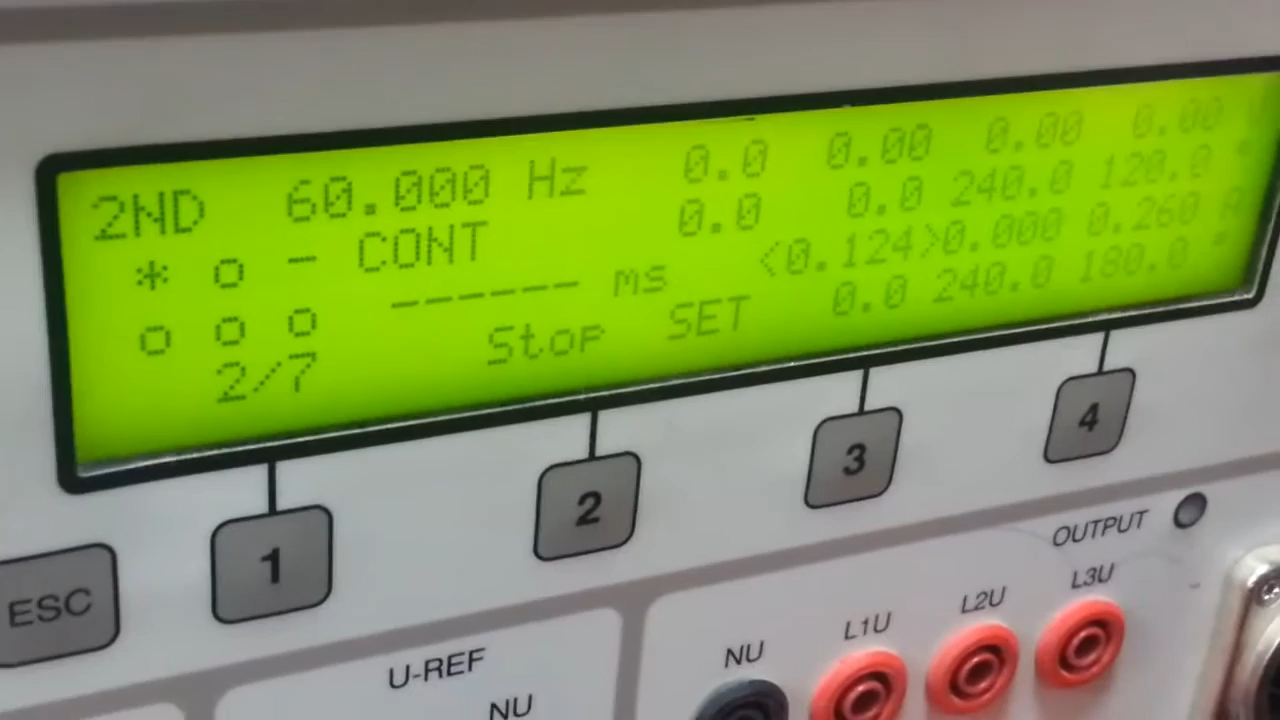 2ND 60.000 Hz 0.0 0.00 0.00 0.00
* o - CONT 0.0 0.0 240.0 120.0 °
o o o ------ ms <0.124>0.000 0.260 A
2/7 Stop SET 0.0 240.0 180.0 °
1 2 3 4
ESC
OUTPUT
U-REF
NU
NU L1U L2U L3U